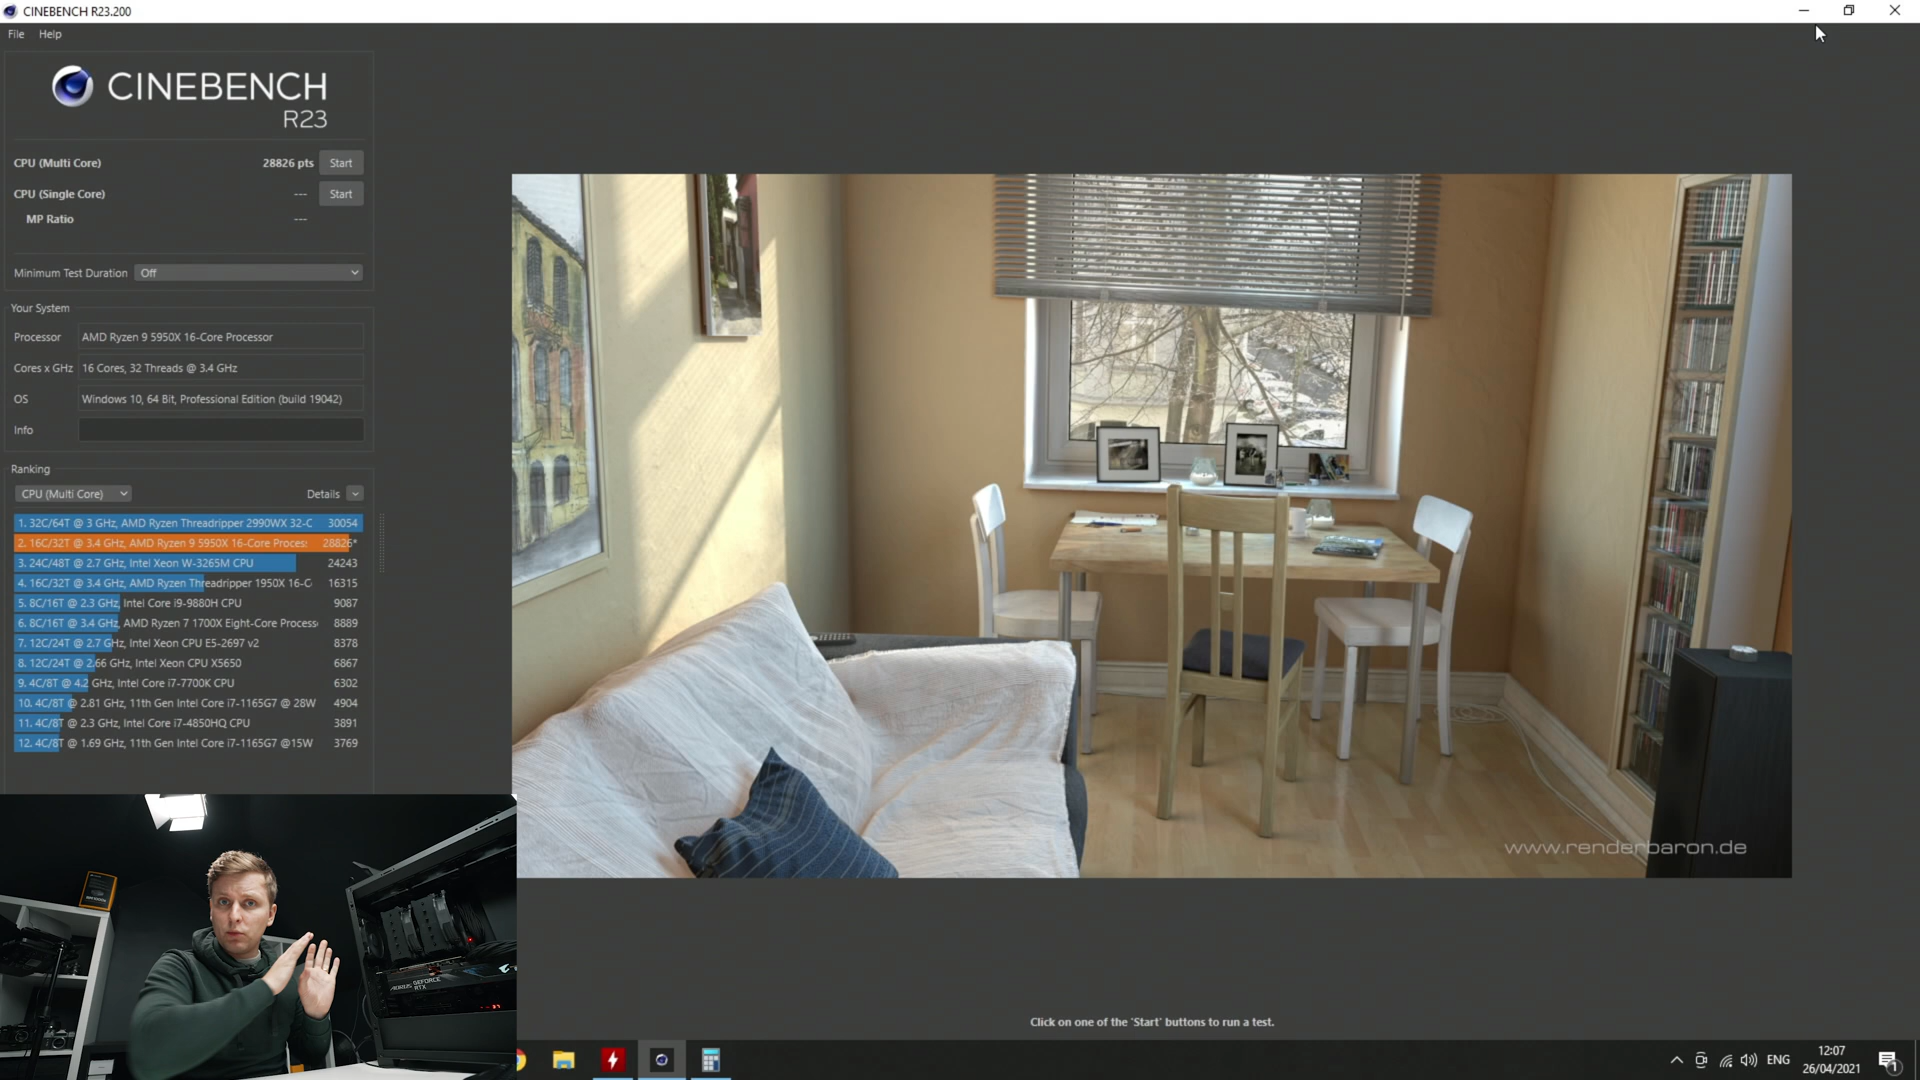 CINEBENCH R23.200
File Help
CINEBENCH
R23
CPU (Multi Core) 28826 pts Start
CPU (Single Core) --- Start
MP Ratio ---
Minimum Test Duration Off
Your System
Processor AMD Ryzen 9 5950X 16-Core Processor
Cores x GHz 16 Cores, 32 Threads @ 3.4 GHz
OS Windows 10, 64 Bit, Professional Edition (build 19042)
Info
Ranking
CPU (Multi Core) Details
1. 32C/64T @ 3 GHz, AMD Ryzen Threadripper 2990WX 32-C 30054
2. 16C/32T @ 3.4 GHz, AMD Ryzen 9 5950X 16-Core Proces: 28826*
3. 24C/48T @ 2.7 GHz, Intel Xeon W-3265M CPU 24243
4. 16C/32T @ 3.4 GHz, AMD Ryzen Threadripper 1950X 16-C 16315
5. 8C/16T @ 2.3 GHz, Intel Core i9-9880H CPU 9087
6. 8C/16T @ 3.4 GHz, AMD Ryzen 7 1700X Eight-Core Process 8889
7. 12C/24T @ 2.7 GHz, Intel Xeon CPU E5-2697 v2 8378
8. 12C/24T @ 2.66 GHz, Intel Xeon CPU X5650 6867
9. 4C/8T @ 4.2 GHz, Intel Core i7-7700K CPU 6302
10. 4C/8T @ 2.81 GHz, 11th Gen Intel Core i7-1165G7 @ 28W 4904
11. 4C/8T @ 2.3 GHz, Intel Core i7-4850HQ CPU 3891
12. 4C/8T @ 1.69 GHz, 11th Gen Intel Core i7-1165G7 @15W 3769
www.renderbaron.de
AORUS GEFORCE
RTX
Click on one of the 'Start' buttons to run a test.
ENG
12:07
26/04/2021
1